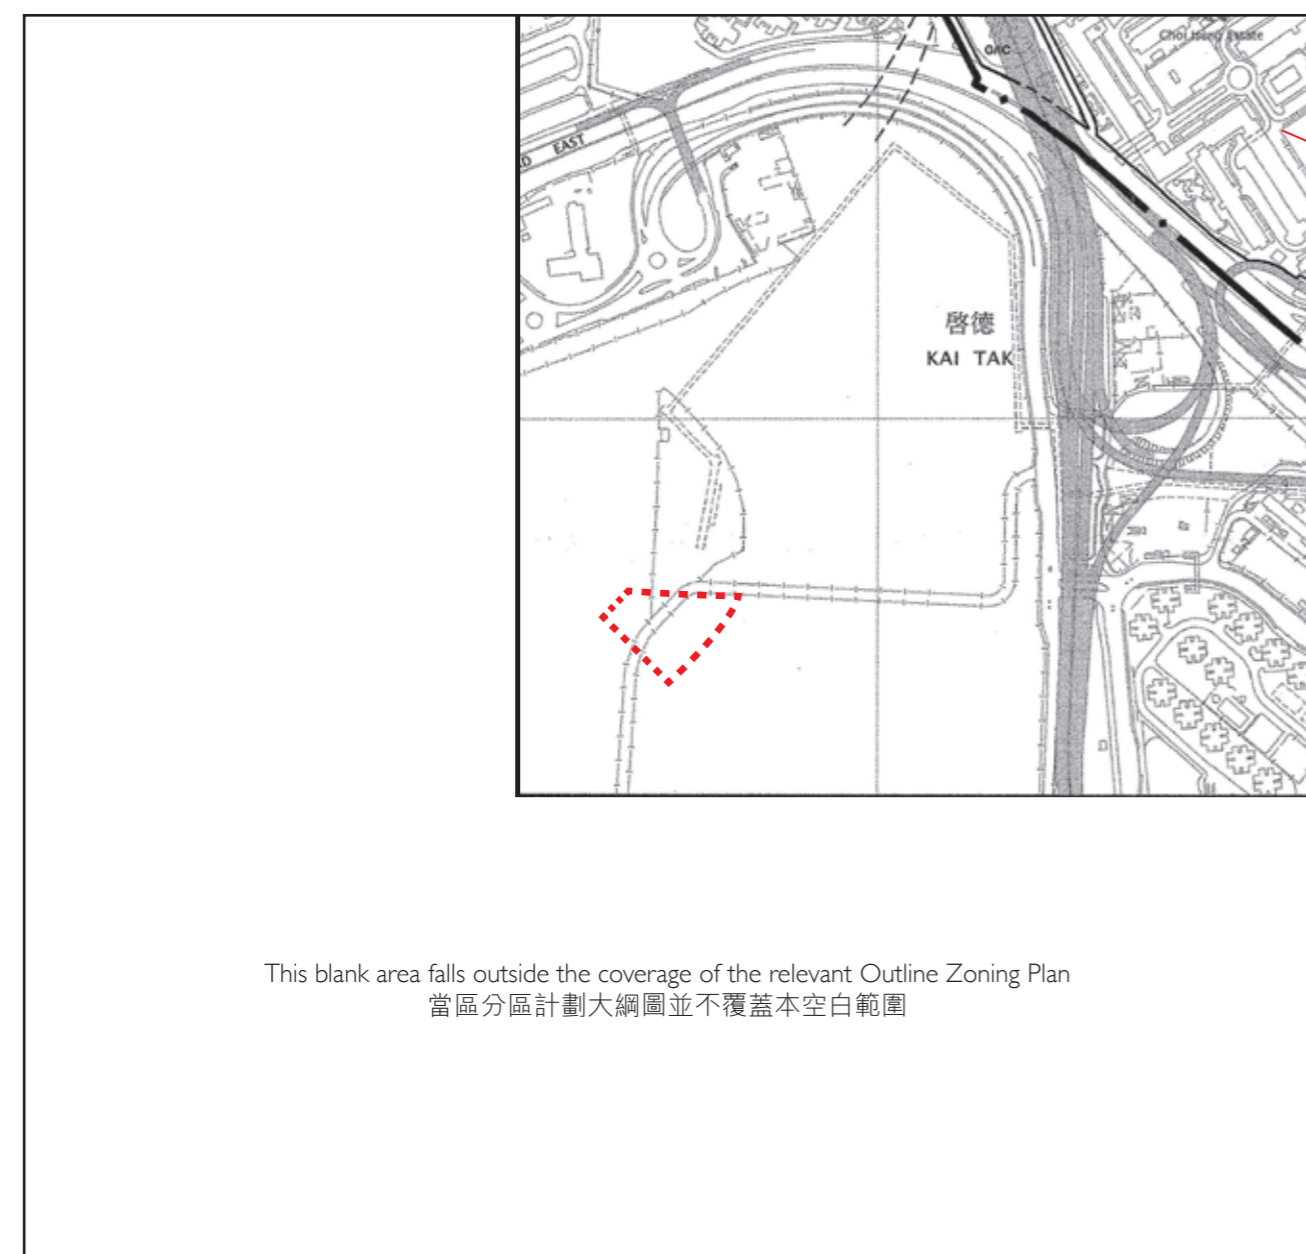 Choi Hung Estate
G/IC
EAST
啓德
KAI TAK
This blank area falls outside the coverage of the relevant Outline Zoning Plan
當區分區計劃大綱圖並不覆蓋本空白範圍